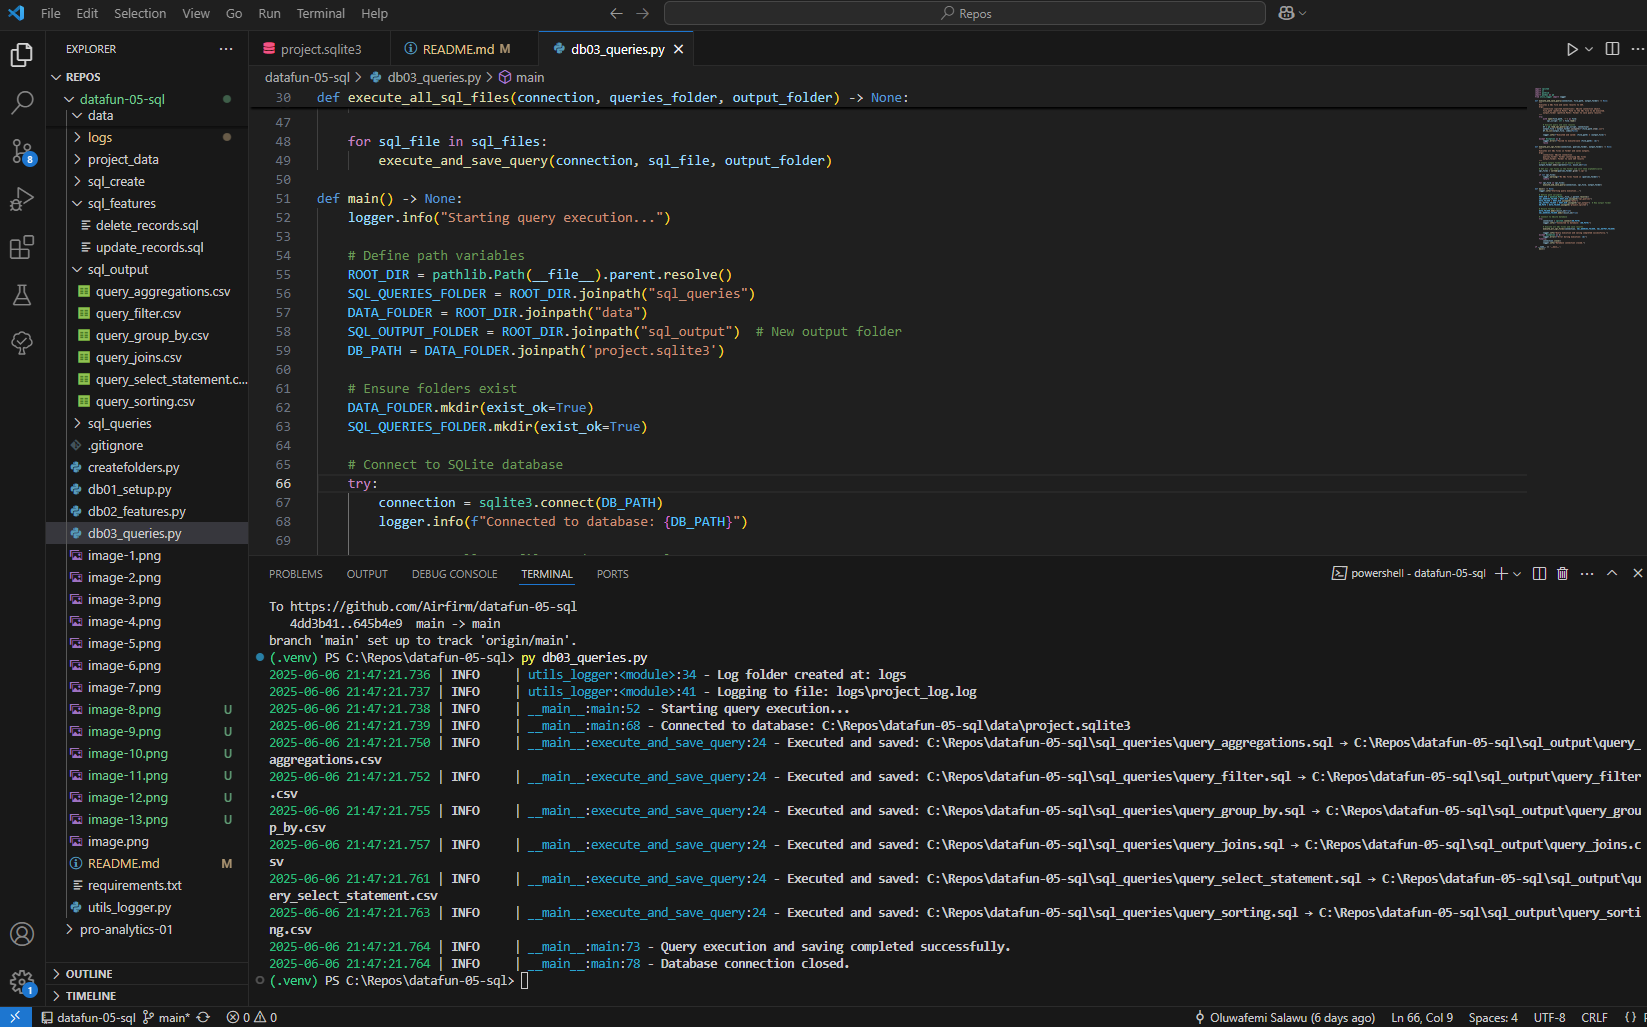 File Edit Selection View Go Run Terminal Help
Repos
EXPLORER
project.sqlite3
README.md M
db03_queries.py
REPOS
datafun-05-sql > db03_queries.py > main
datafun-05-sql
data
logs
project_data
sql_create
sql_features
delete_records.sql
update_records.sql
sql_output
query_aggregations.csv
query_filter.csv
query_group_by.csv
query_joins.csv
query_select_statement.c...
query_sorting.csv
sql_queries
.gitignore
createfolders.py
db01_setup.py
db02_features.py
db03_queries.py
image-1.png
image-2.png
image-3.png
image-4.png
image-5.png
image-6.png
image-7.png
image-8.png U
image-9.png U
image-10.png U
image-11.png U
image-12.png U
image-13.png U
image.png
README.md M
requirements.txt
utils_logger.py
pro-analytics-01
OUTLINE
TIMELINE
8
1
30 def execute_all_sql_files(connection, queries_folder, output_folder) -> None:
47
48 for sql_file in sql_files:
49 execute_and_save_query(connection, sql_file, output_folder)
50
51 def main() -> None:
52 logger.info("Starting query execution...")
53
54 # Define path variables
55 ROOT_DIR = pathlib.Path(__file__).parent.resolve()
56 SQL_QUERIES_FOLDER = ROOT_DIR.joinpath("sql_queries")
57 DATA_FOLDER = ROOT_DIR.joinpath("data")
58 SQL_OUTPUT_FOLDER = ROOT_DIR.joinpath("sql_output")  # New output folder
59 DB_PATH = DATA_FOLDER.joinpath('project.sqlite3')
60
61 # Ensure folders exist
62 DATA_FOLDER.mkdir(exist_ok=True)
63 SQL_QUERIES_FOLDER.mkdir(exist_ok=True)
64
65 # Connect to SQLite database
66 try:
67 connection = sqlite3.connect(DB_PATH)
68 logger.info(f"Connected to database: {DB_PATH}")
69
PROBLEMS OUTPUT DEBUG CONSOLE TERMINAL PORTS
powershell - datafun-05-sql
To https://github.com/Airfirm/datafun-05-sql
4dd3b41..645b4e9  main -> main
branch 'main' set up to track 'origin/main'.
(.venv) PS C:\Repos\datafun-05-sql> py db03_queries.py
2025-06-06 21:47:21.736 | INFO | utils_logger:<module>:34 - Log folder created at: logs
2025-06-06 21:47:21.737 | INFO | utils_logger:<module>:41 - Logging to file: logs\project_log.log
2025-06-06 21:47:21.738 | INFO | __main__:main:52 - Starting query execution...
2025-06-06 21:47:21.739 | INFO | __main__:main:68 - Connected to database: C:\Repos\datafun-05-sql\data\project.sqlite3
2025-06-06 21:47:21.750 | INFO | __main__:execute_and_save_query:24 - Executed and saved: C:\Repos\datafun-05-sql\sql_queries\query_aggregations.sql → C:\Repos\datafun-05-sql\sql_output\query_
aggregations.csv
2025-06-06 21:47:21.752 | INFO | __main__:execute_and_save_query:24 - Executed and saved: C:\Repos\datafun-05-sql\sql_queries\query_filter.sql → C:\Repos\datafun-05-sql\sql_output\query_filter
.csv
2025-06-06 21:47:21.755 | INFO | __main__:execute_and_save_query:24 - Executed and saved: C:\Repos\datafun-05-sql\sql_queries\query_group_by.sql → C:\Repos\datafun-05-sql\sql_output\query_grou
p_by.csv
2025-06-06 21:47:21.757 | INFO | __main__:execute_and_save_query:24 - Executed and saved: C:\Repos\datafun-05-sql\sql_queries\query_joins.sql → C:\Repos\datafun-05-sql\sql_output\query_joins.c
sv
2025-06-06 21:47:21.761 | INFO | __main__:execute_and_save_query:24 - Executed and saved: C:\Repos\datafun-05-sql\sql_queries\query_select_statement.sql → C:\Repos\datafun-05-sql\sql_output\qu
ery_select_statement.csv
2025-06-06 21:47:21.763 | INFO | __main__:execute_and_save_query:24 - Executed and saved: C:\Repos\datafun-05-sql\sql_queries\query_sorting.sql → C:\Repos\datafun-05-sql\sql_output\query_sorti
ng.csv
2025-06-06 21:47:21.764 | INFO | __main__:main:73 - Query execution and saving completed successfully.
2025-06-06 21:47:21.764 | INFO | __main__:main:78 - Database connection closed.
(.venv) PS C:\Repos\datafun-05-sql>
datafun-05-sql main* 0 0 Oluwafemi Salawu (6 days ago) Ln 66, Col 9 Spaces: 4 UTF-8 CRLF {}